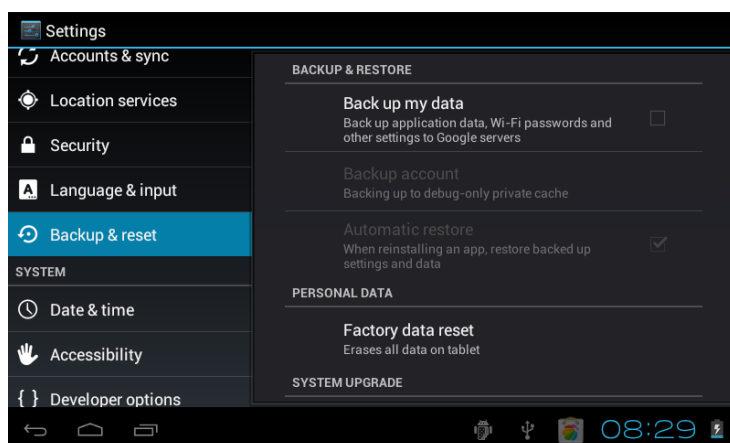 Settings
Accounts & sync
Location services
Security
Language & input
Backup & reset
SYSTEM
Date & time
Accessibility
{ } Developer options
BACKUP & RESTORE
Back up my data
Back up application data, Wi-Fi passwords and
other settings to Google servers
Backup account
Backing up to debug-only private cache
Automatic restore
When reinstalling an app, restore backed up
settings and data
PERSONAL DATA
Factory data reset
Erases all data on tablet
SYSTEM UPGRADE
08:29